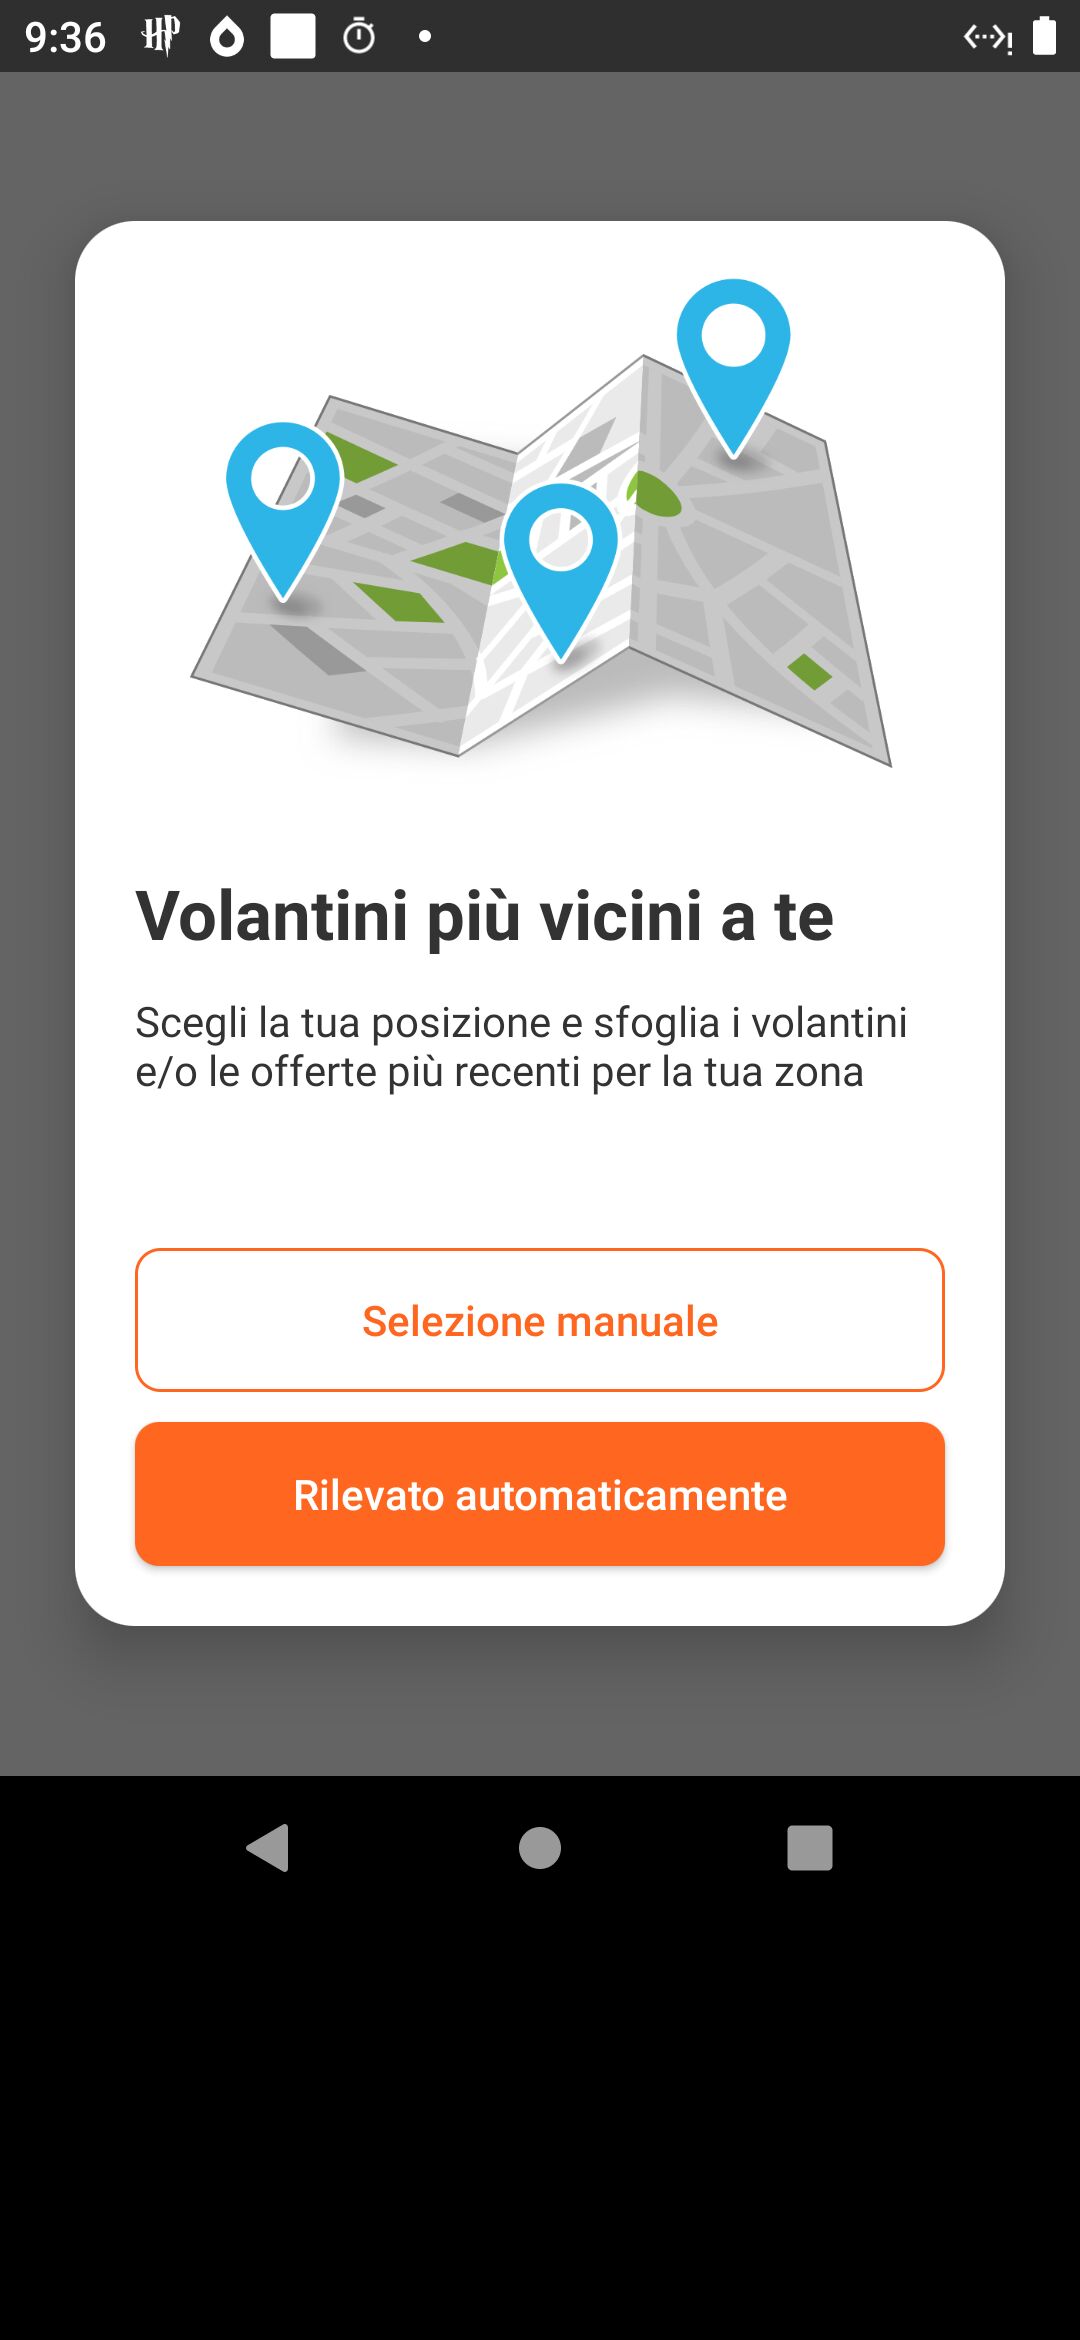 9:36
Volantini più vicini a te
Scegli la tua posizione e sfoglia i volantini
e/o le offerte più recenti per la tua zona
Selezione manuale
Rilevato automaticamente